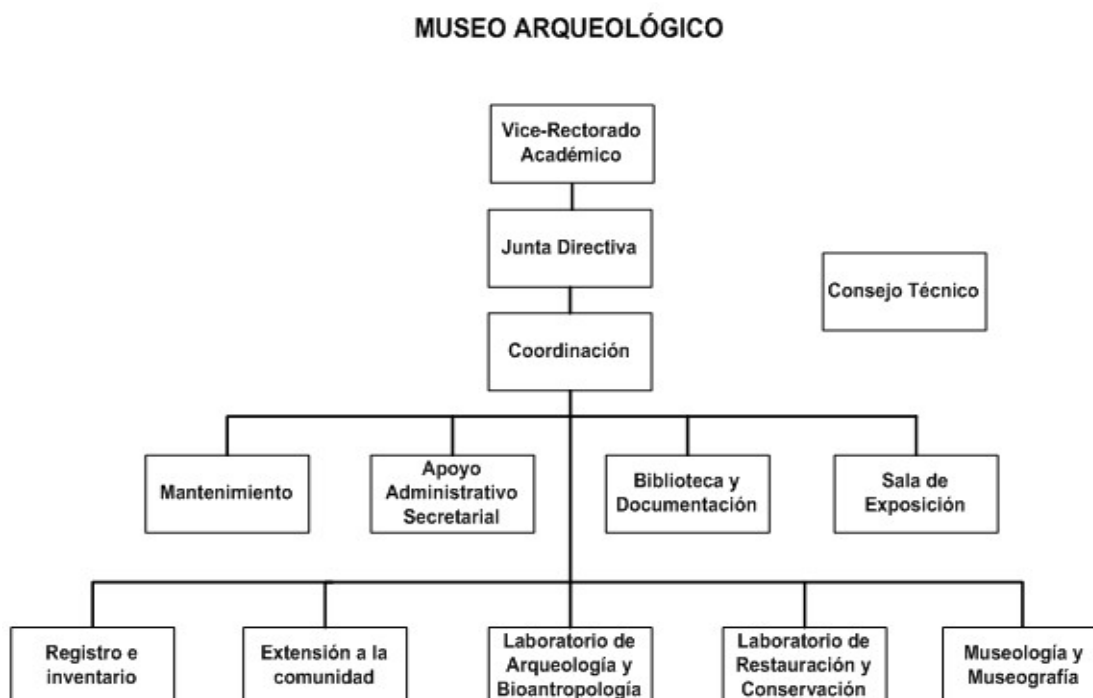 MUSEO ARQUEOLÓGICO
Vice-Rectorado
Académico
Junta Directiva
Consejo Técnico
Coordinación
Mantenimiento
Apoyo
Administrativo
Secretarial
Biblioteca y
Documentación
Sala de
Exposición
Registro e
inventario
Extensión a la
comunidad
Laboratorio de
Arqueología y
Bioantropología
Laboratorio de
Restauración y
Conservación
Museología y
Museografía